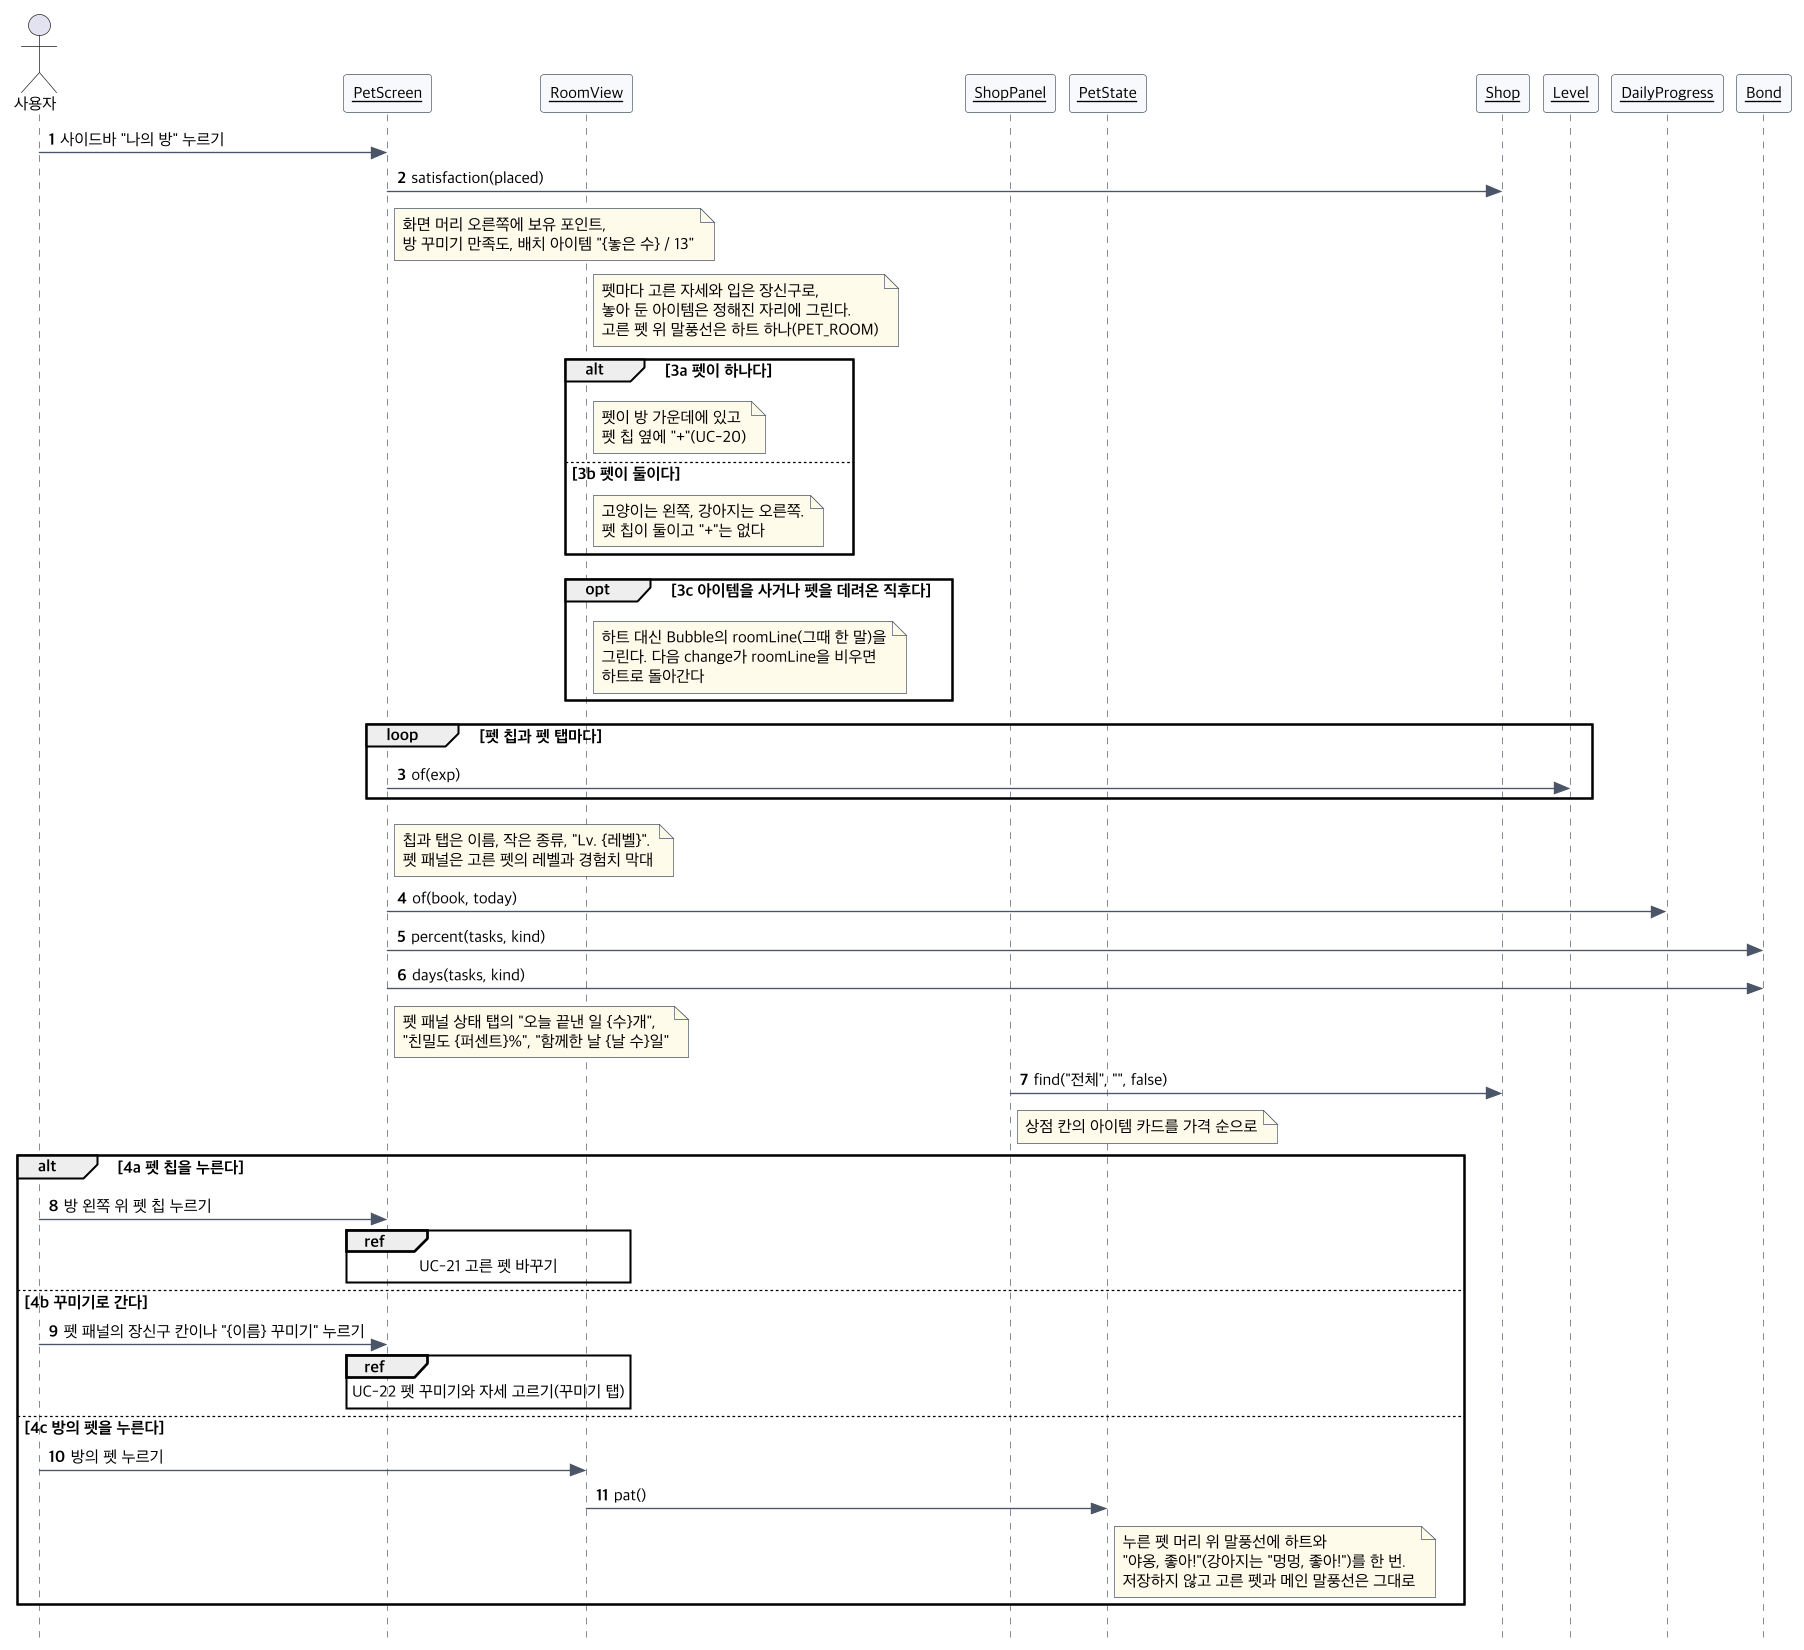 사용자
PetScreen
RoomView
ShopPanel
PetState
Shop
Level
DailyProgress
Bond
1 사이드바 "나의 방" 누르기
2 satisfaction(placed)
화면 머리 오른쪽에 보유 포인트,
방 꾸미기 만족도, 배치 아이템 "{놓은 수} / 13"
펫마다 고른 자세와 입은 장신구로,
놓아 둔 아이템은 정해진 자리에 그린다.
고른 펫 위 말풍선은 하트 하나(PET_ROOM)
alt [3a 펫이 하나다]
펫이 방 가운데에 있고
펫 칩 옆에 "+"(UC-20)
[3b 펫이 둘이다]
고양이는 왼쪽, 강아지는 오른쪽.
펫 칩이 둘이고 "+"는 없다
opt [3c 아이템을 사거나 펫을 데려온 직후다]
하트 대신 Bubble의 roomLine(그때 한 말)을
그린다. 다음 change가 roomLine을 비우면
하트로 돌아간다
loop [펫 칩과 펫 탭마다]
3 of(exp)
칩과 탭은 이름, 작은 종류, "Lv. {레벨}".
펫 패널은 고른 펫의 레벨과 경험치 막대
4 of(book, today)
5 percent(tasks, kind)
6 days(tasks, kind)
펫 패널 상태 탭의 "오늘 끝낸 일 {수}개",
"친밀도 {퍼센트}%", "함께한 날 {날 수}일"
7 find("전체", "", false)
상점 칸의 아이템 카드를 가격 순으로
alt [4a 펫 칩을 누른다]
8 방 왼쪽 위 펫 칩 누르기
ref
UC-21 고른 펫 바꾸기
[4b 꾸미기로 간다]
9 펫 패널의 장신구 칸이나 "{이름} 꾸미기" 누르기
ref
UC-22 펫 꾸미기와 자세 고르기(꾸미기 탭)
[4c 방의 펫을 누른다]
10 방의 펫 누르기
11 pat()
누른 펫 머리 위 말풍선에 하트와
"야옹, 좋아!"(강아지는 "멍멍, 좋아!")를 한 번.
저장하지 않고 고른 펫과 메인 말풍선은 그대로